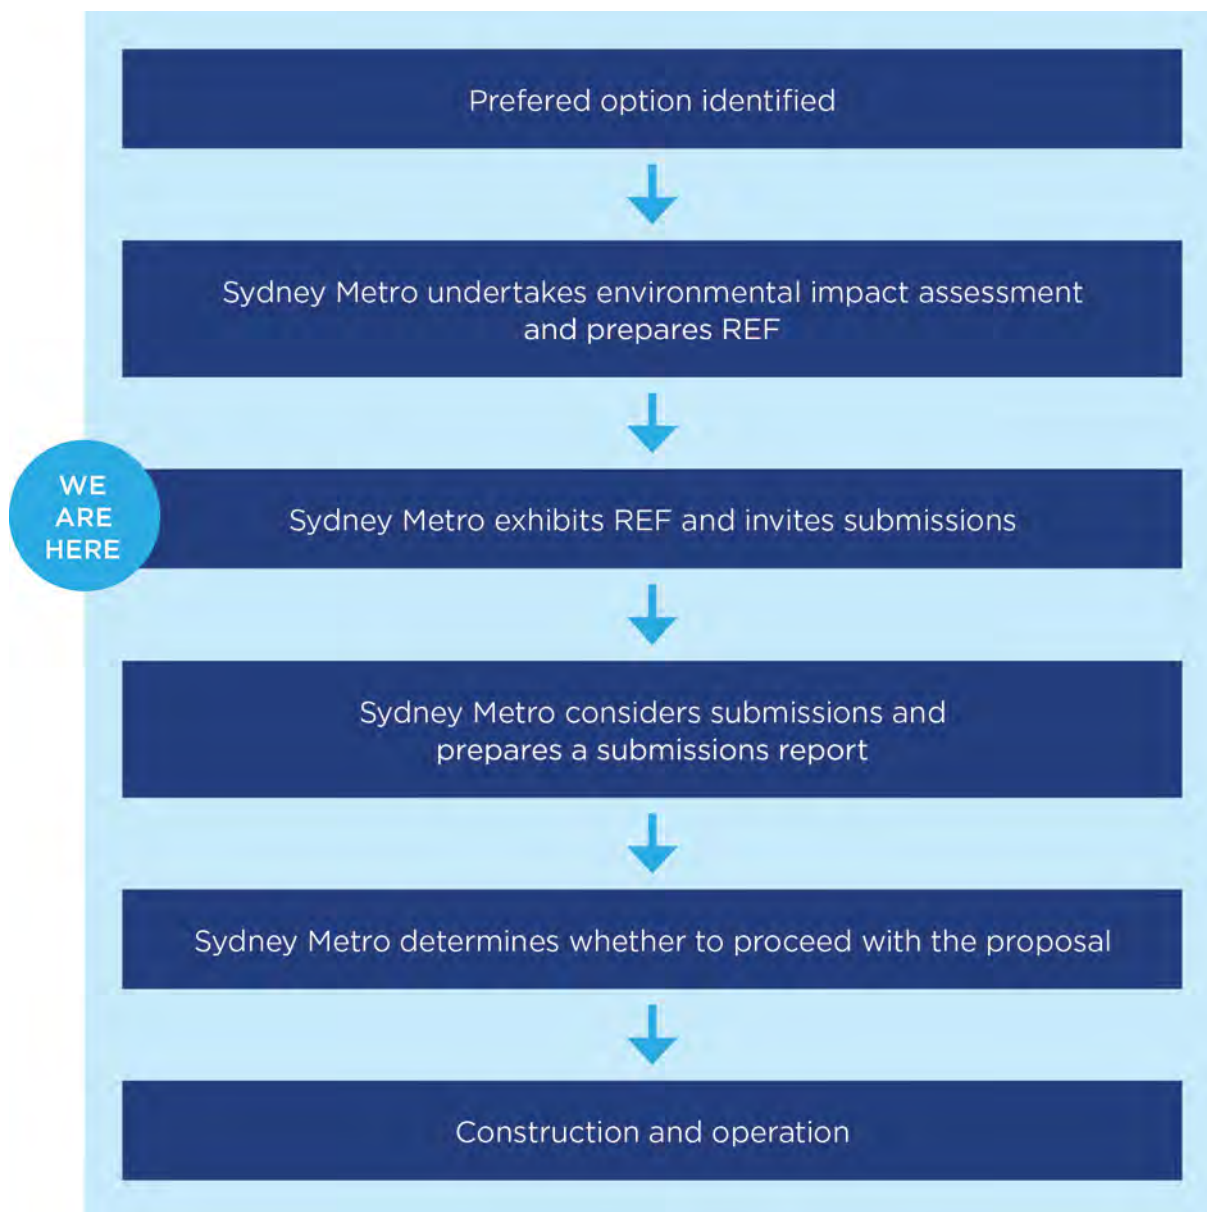 Prefered option identified
Sydney Metro undertakes environmental impact assessment
and prepares REF
WE
ARE
HERE
Sydney Metro exhibits REF and invites submissions
Sydney Metro considers submissions and
prepares a submissions report
Sydney Metro determines whether to proceed with the proposal
Construction and operation